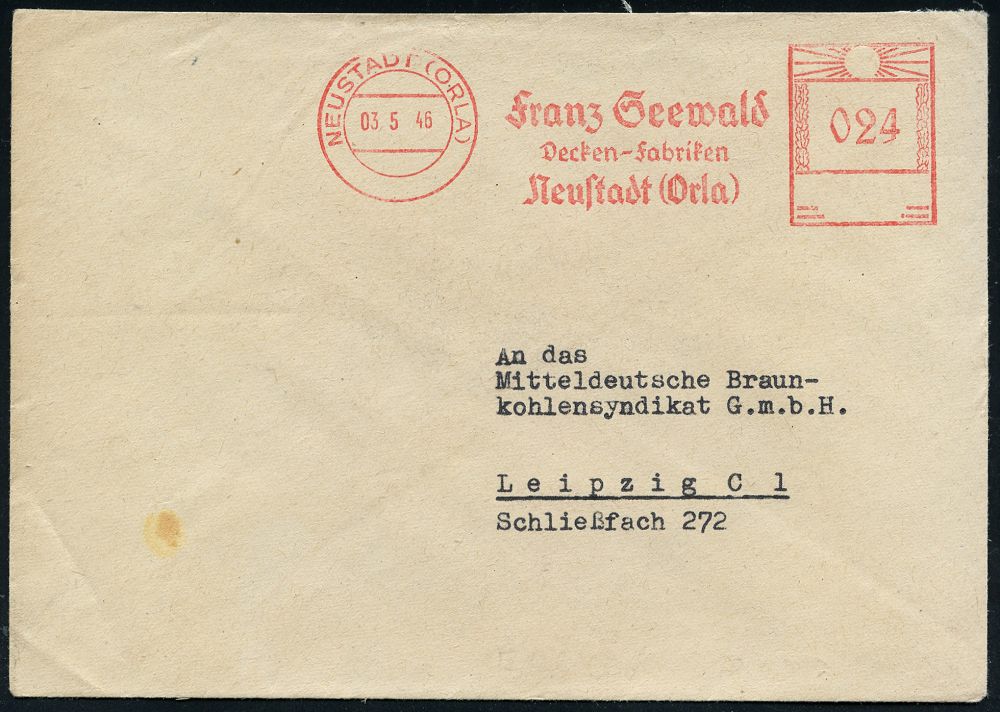 NEUSTADT (ORLA)
03. 5 46
Franz Seewald
Decken-Fabriken
Neustadt (Orla)
024
An das
Mitteldeutsche Braun-
kohlensyndikat G.m.b.H.
Leipzig C 1
Schließfach 272